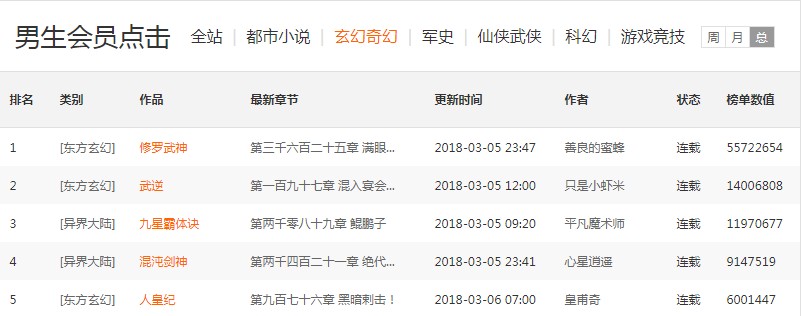 男生会员点击 全站 都市小说 玄幻奇幻 军史 仙侠武侠 科幻 游戏竞技 周 月 总
排名 类别 作品 最新章节 更新时间 作者 状态 榜单数值
1 [东方玄幻] 修罗武神 第三千六百二十五章 满眼... 2018-03-05 23:47 善良的蜜蜂 连载 55722654
2 [东方玄幻] 武逆 第一百九十七章 混入宴会... 2018-03-05 12:00 只是小虾米 连载 14006808
3 [异界大陆] 九星霸体诀 第两千零八十九章 鲲鹏子 2018-03-05 09:20 平凡魔术师 连载 11970677
4 [异界大陆] 混沌剑神 第两千四百二十一章 绝代... 2018-03-05 23:41 心星逍遥 连载 9147519
5 [东方玄幻] 人皇纪 第九百七十六章 黑暗刺击！ 2018-03-06 07:00 皇甫奇 连载 6001447